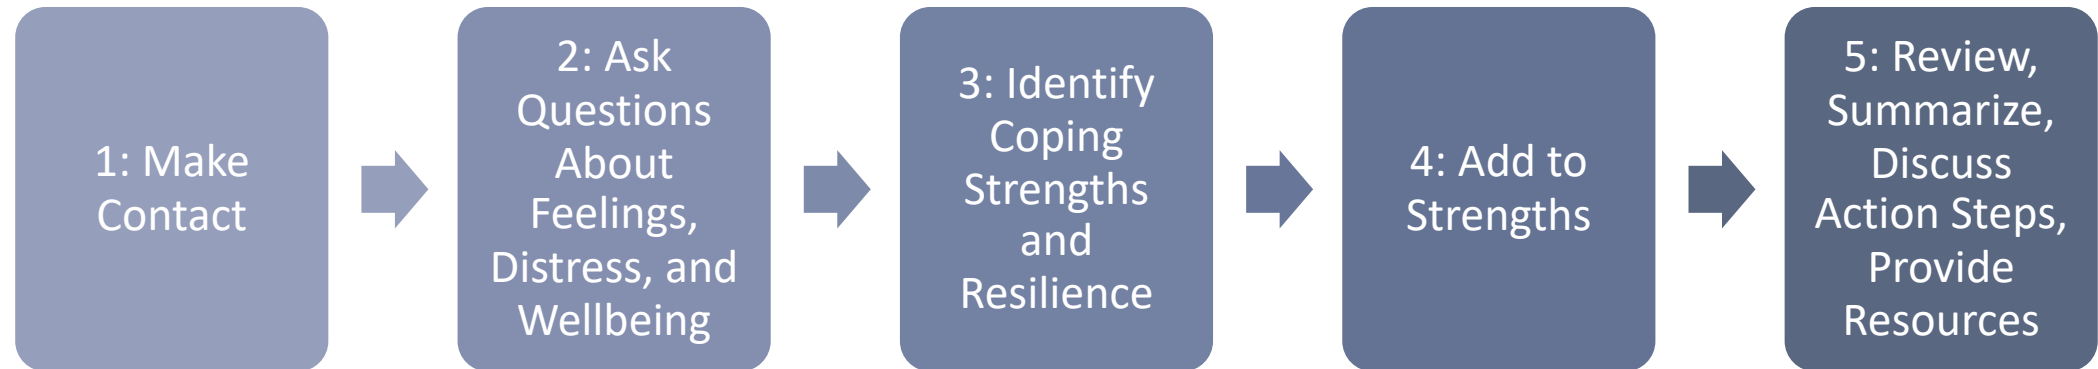 1: Make
Contact
2: Ask
Questions
About
Feelings,
Distress, and
Wellbeing
3: Identify
Coping
Strengths
and
Resilience
4: Add to
Strengths
5: Review,
Summarize,
Discuss
Action Steps,
Provide
Resources